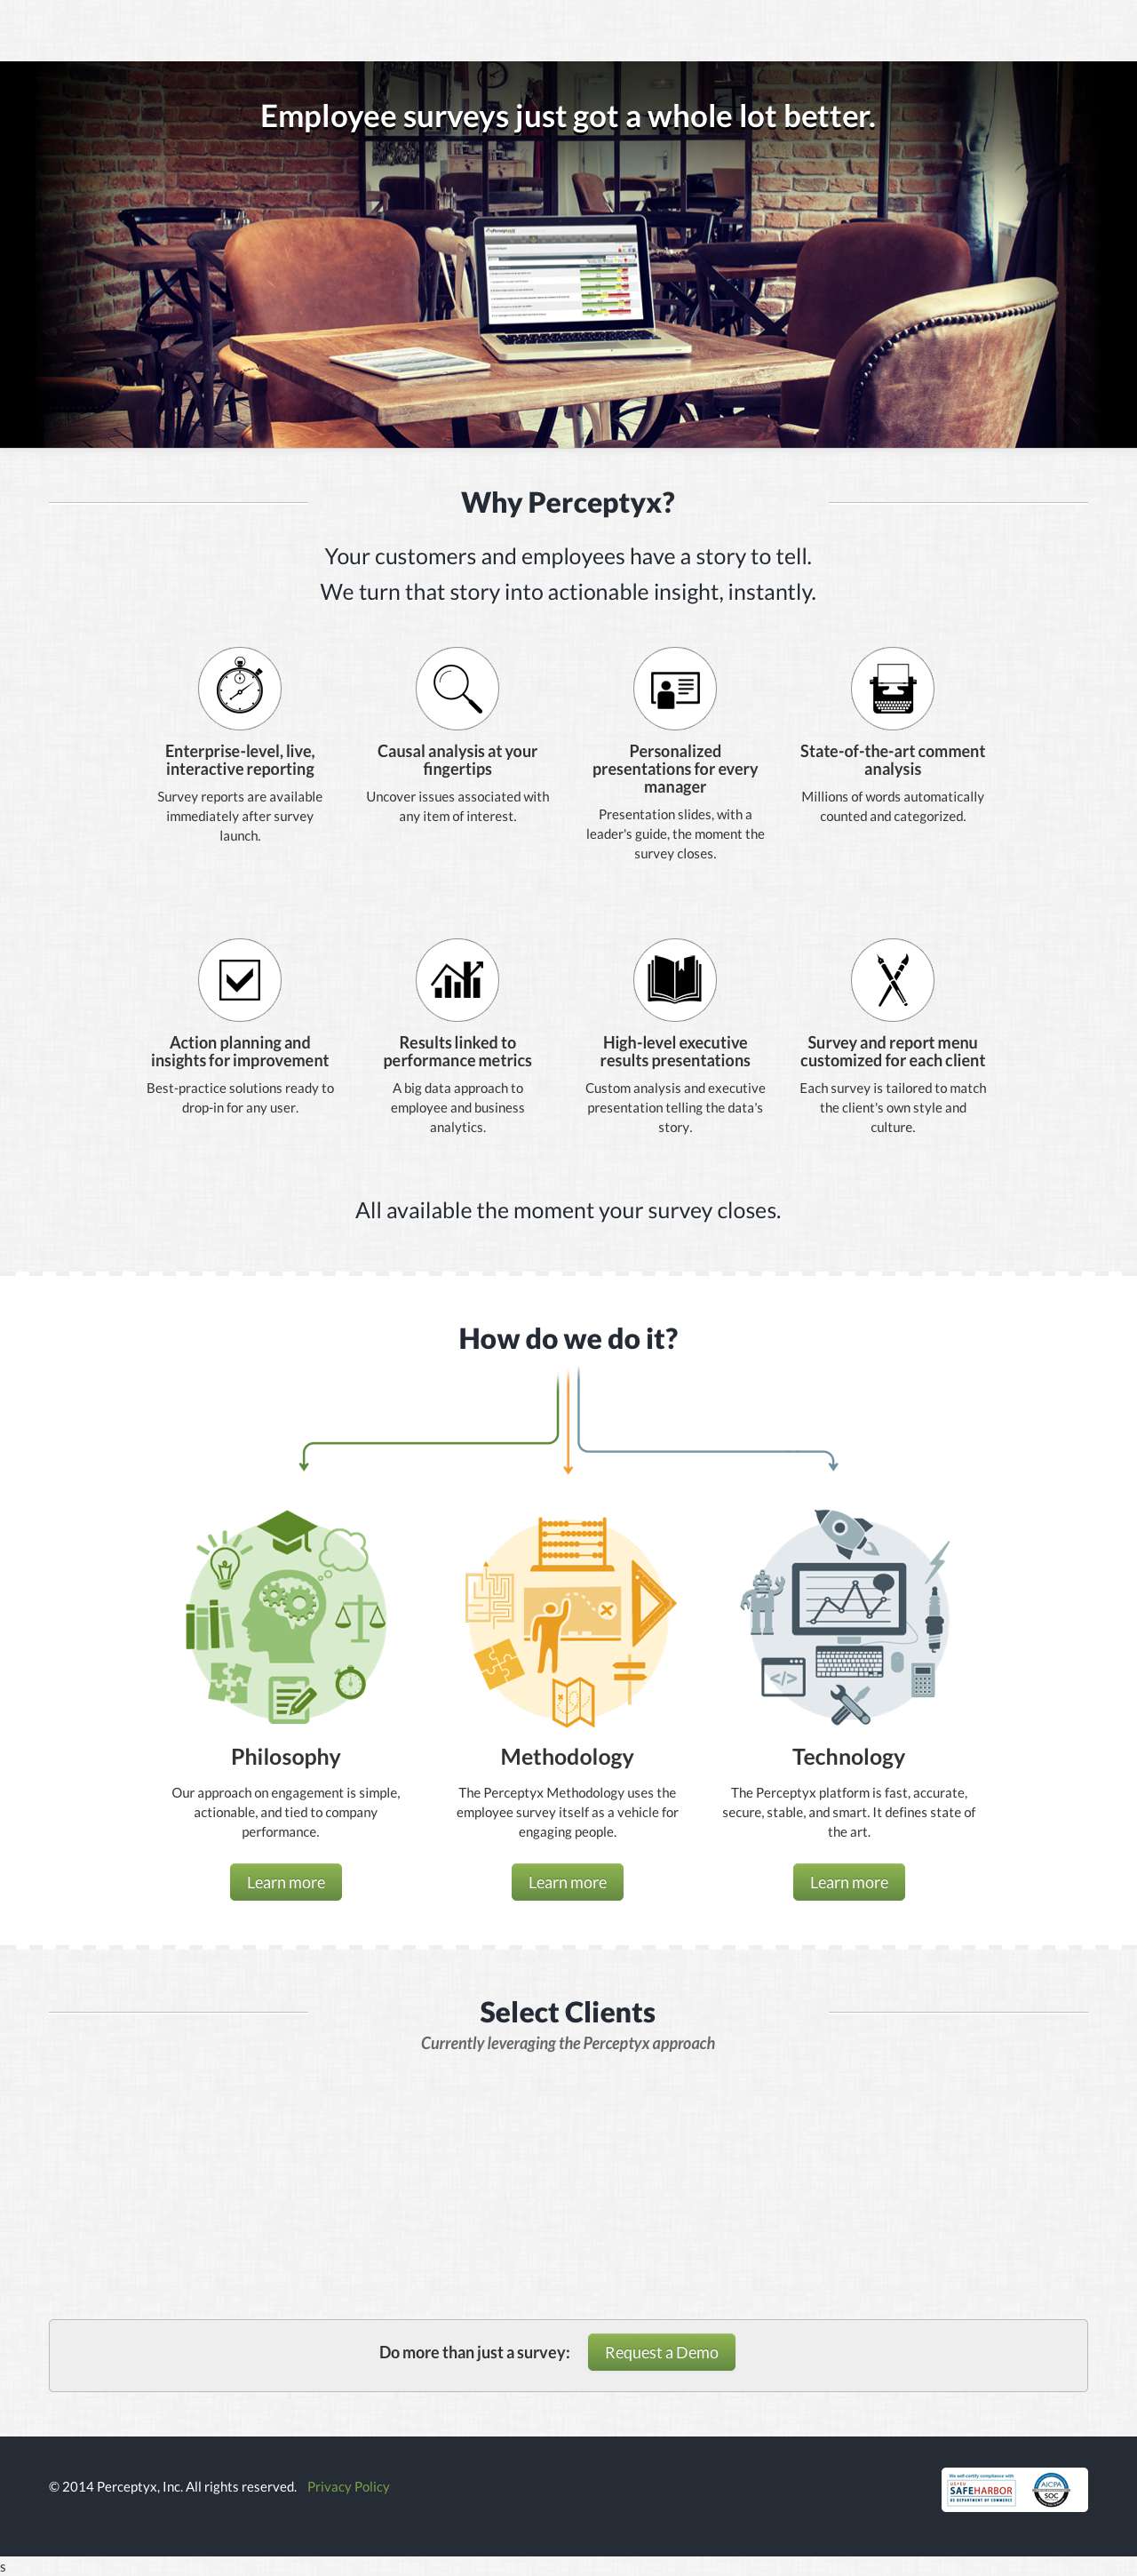 Employee surveys just got a whole lot better.
Why Perceptyx?
Your customers and employees have a story to tell.
We turn that story into actionable insight, instantly.
Enterprise-level, live,
interactive reporting
Survey reports are available
immediately after survey
launch.
Causal analysis at your
fingertips
Uncover issues associated with
any item of interest.
Personalized
presentations for every
manager
Presentation slides, with a
leader's guide, the moment the
survey closes.
State-of-the-art comment
analysis
Millions of words automatically
counted and categorized.
Action planning and
insights for improvement
Best-practice solutions ready to
drop-in for any user.
Results linked to
performance metrics
A big data approach to
employee and business
analytics.
High-level executive
results presentations
Custom analysis and executive
presentation telling the data's
story.
Survey and report menu
customized for each client
Each survey is tailored to match
the client's own style and
culture.
All available the moment your survey closes.
How do we do it?
</>
Philosophy
Our approach on engagement is simple,
actionable, and tied to company
performance.
Learn more
Methodology
The Perceptyx Methodology uses the
employee survey itself as a vehicle for
engaging people.
Learn more
Technology
The Perceptyx platform is fast, accurate,
secure, stable, and smart. It defines state of
the art.
Learn more
Select Clients
Currently leveraging the Perceptyx approach
Do more than just a survey:
Request a Demo
© 2014 Perceptyx, Inc. All rights reserved. Privacy Policy
We self-certify compliance with
SAFEHARBOR
US DEPARTMENT OF COMMERCE
AICPA
SOC
s